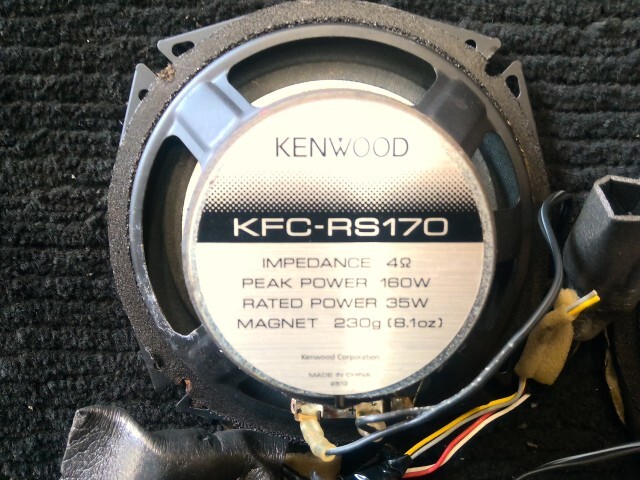 KENWOOD
KFC-RS170
IMPEDANCE 4Ω
PEAK POWER 160W
RATED POWER 35W
MAGNET 230g (8.1oz)
Kenwood Corporation
MADE IN CHINA